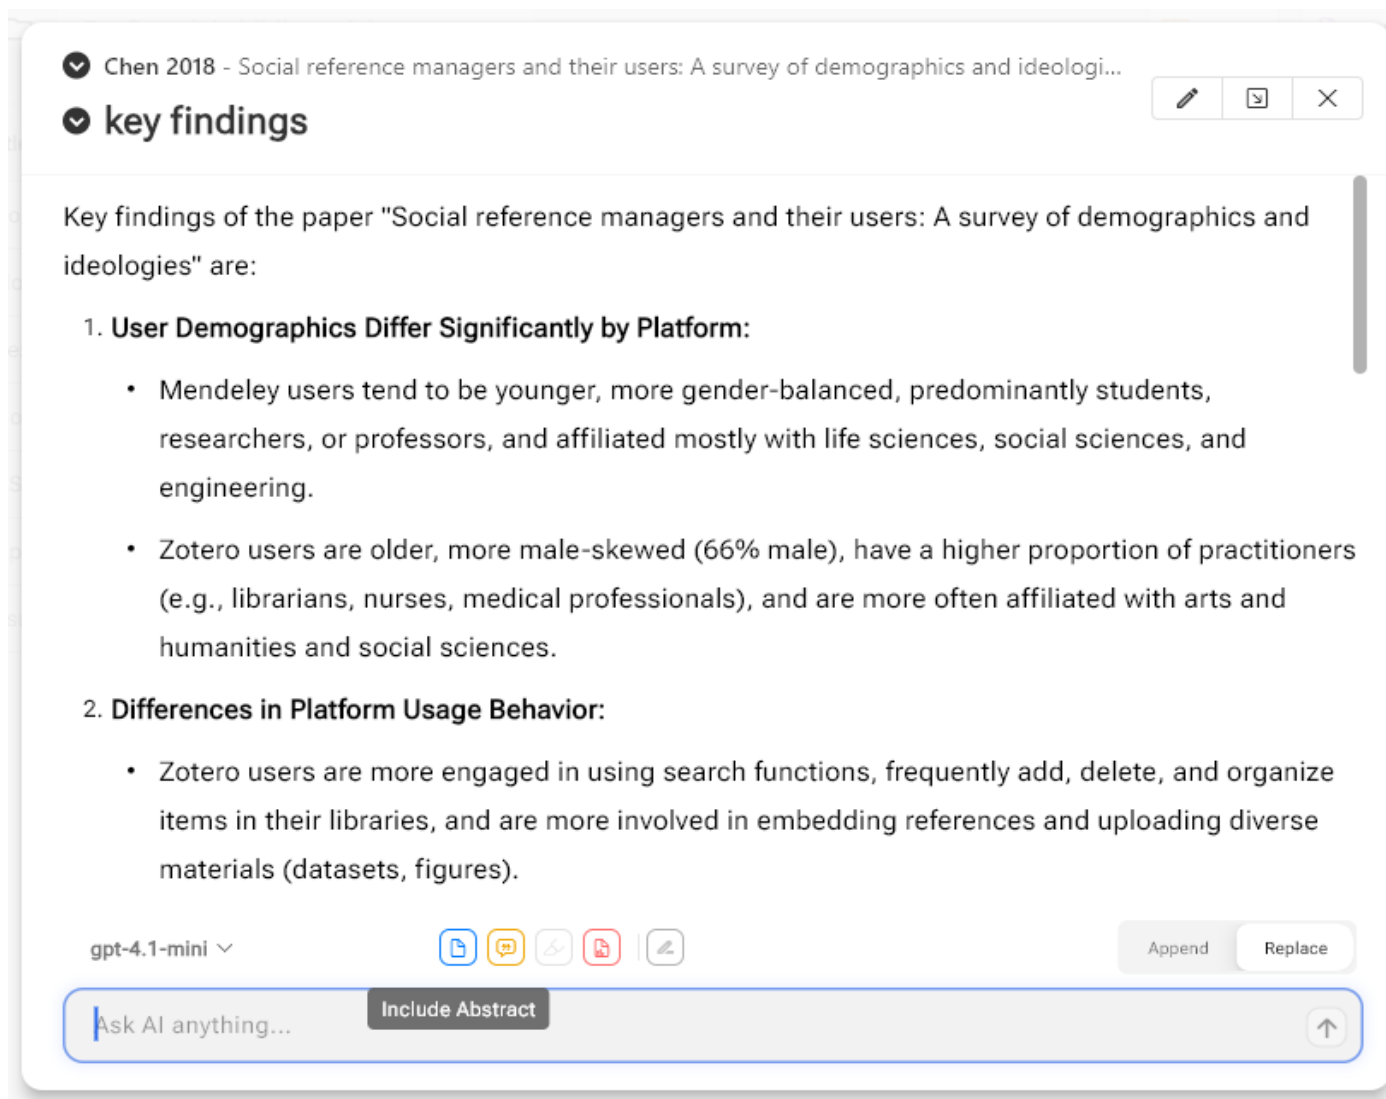 Chen 2018 - Social reference managers and their users: A survey of demographics and ideologi...
key findings
Key findings of the paper "Social reference managers and their users: A survey of demographics and
ideologies" are:
1. User Demographics Differ Significantly by Platform:
• Mendeley users tend to be younger, more gender-balanced, predominantly students,
researchers, or professors, and affiliated mostly with life sciences, social sciences, and
engineering.
• Zotero users are older, more male-skewed (66% male), have a higher proportion of practitioners
(e.g., librarians, nurses, medical professionals), and are more often affiliated with arts and
humanities and social sciences.
2. Differences in Platform Usage Behavior:
• Zotero users are more engaged in using search functions, frequently add, delete, and organize
items in their libraries, and are more involved in embedding references and uploading diverse
materials (datasets, figures).
gpt-4.1-mini
Append Replace
Include Abstract
Ask AI anything...